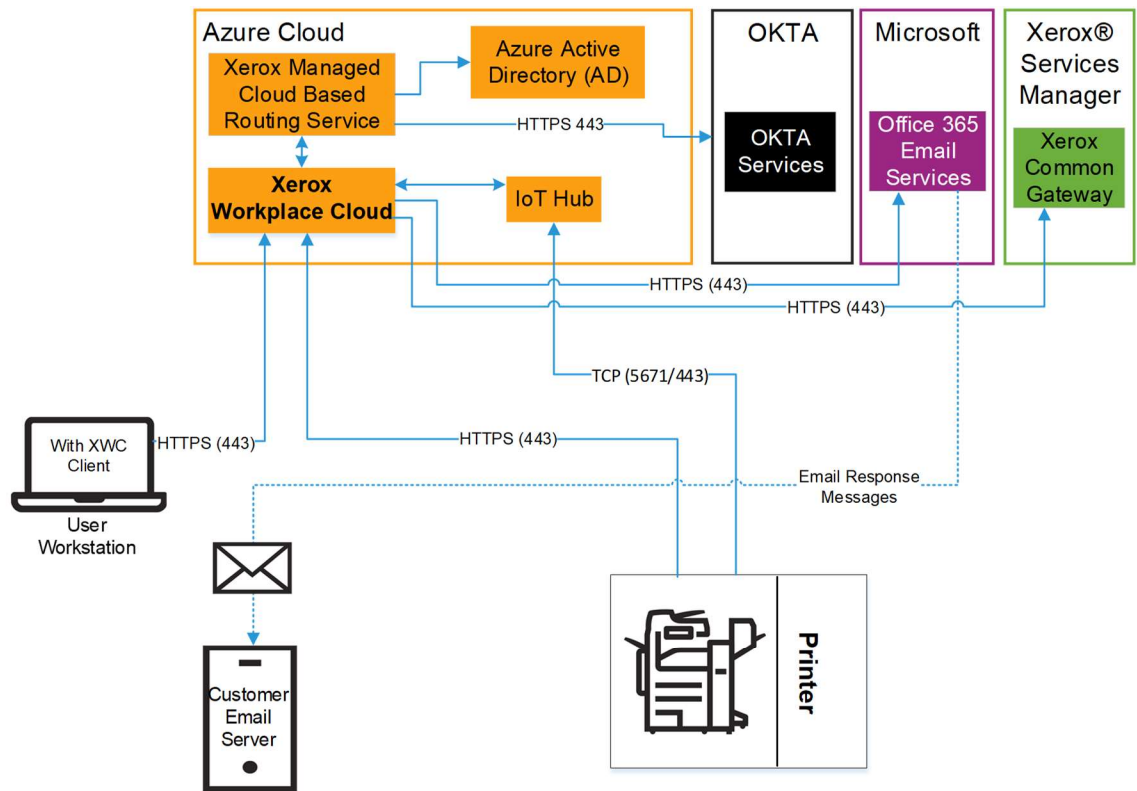 Azure Cloud
Xerox Managed
Cloud Based
Routing Service
Azure Active
Directory (AD)
HTTPS 443
Xerox
Workplace Cloud
IoT Hub
OKTA
OKTA
Services
Microsoft
Office 365
Email
Services
Xerox®
Services
Manager
Xerox
Common
Gateway
HTTPS (443)
HTTPS (443)
TCP (5671/443)
With XWC
Client
HTTPS (443)
HTTPS (443)
User
Workstation
Email Response
Messages
Customer
Email
Server
Printer